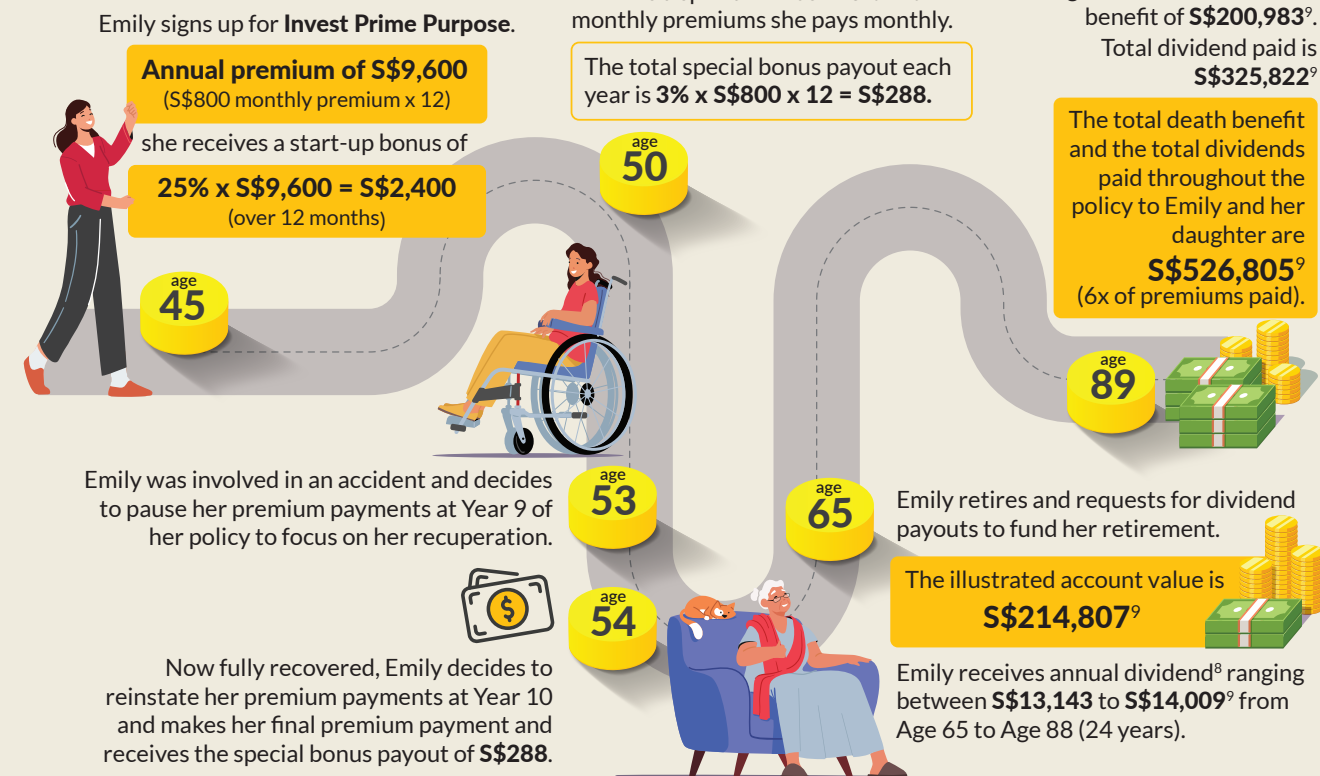 Emily signs up for Invest Prime Purpose.
Annual premium of S$9,600
(S$800 monthly premium x 12)
she receives a start-up bonus of
25% x S$9,600 = S$2,400
(over 12 months)
age
45
monthly premiums she pays monthly.
The total special bonus payout each
year is 3% x S$800 x 12 = S$288.
age
50
Emily was involved in an accident and decides
to pause her premium payments at Year 9 of
her policy to focus on her recuperation.
age
53
$
age
54
Now fully recovered, Emily decides to
reinstate her premium payments at Year 10
and makes her final premium payment and
receives the special bonus payout of S$288.
age
65
Emily retires and requests for dividend
payouts to fund her retirement.
The illustrated account value is
S$214,807⁹
Emily receives annual dividend⁸ ranging
between S$13,143 to S$14,009⁹ from
Age 65 to Age 88 (24 years).
benefit of S$200,983⁹.
Total dividend paid is
S$325,822⁹
The total death benefit
and the total dividends
paid throughout the
policy to Emily and her
daughter are
S$526,805⁹
(6x of premiums paid).
age
89